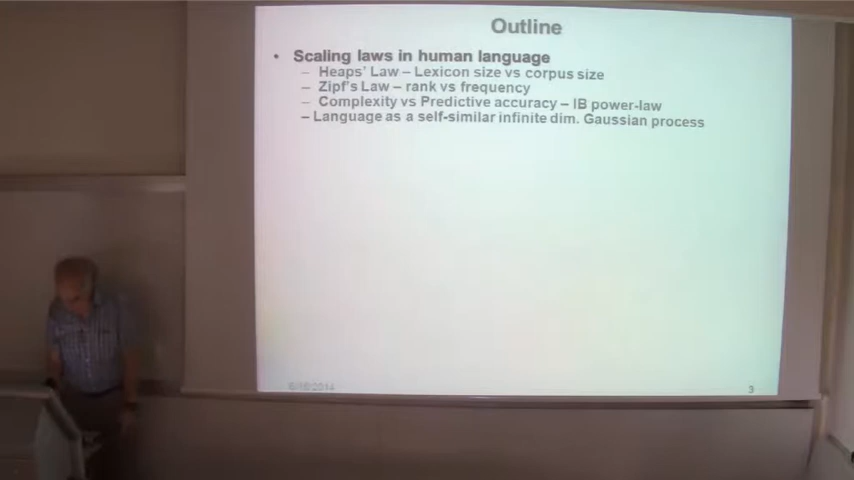 Outline
• Scaling laws in human language
– Heaps' Law – Lexicon size vs corpus size
– Zipf's Law – rank vs frequency
– Complexity vs Predictive accuracy – IB power-law
– Language as a self-similar infinite dim. Gaussian process
3